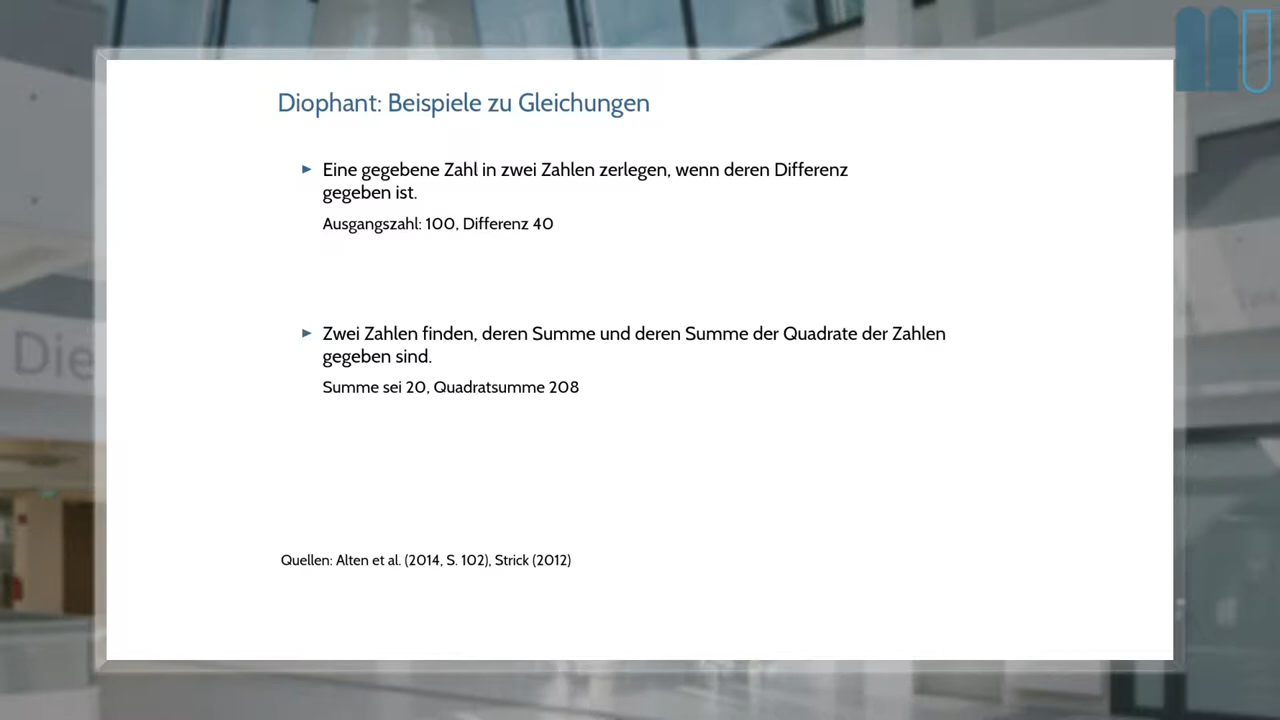 Diophant: Beispiele zu Gleichungen
► Eine gegebene Zahl in zwei Zahlen zerlegen, wenn deren Differenz
gegeben ist.
Ausgangszahl: 100, Differenz 40
► Zwei Zahlen finden, deren Summe und deren Summe der Quadrate der Zahlen
gegeben sind.
Summe sei 20, Quadratsumme 208
Quellen: Alten et al. (2014, S. 102), Strick (2012)
Die